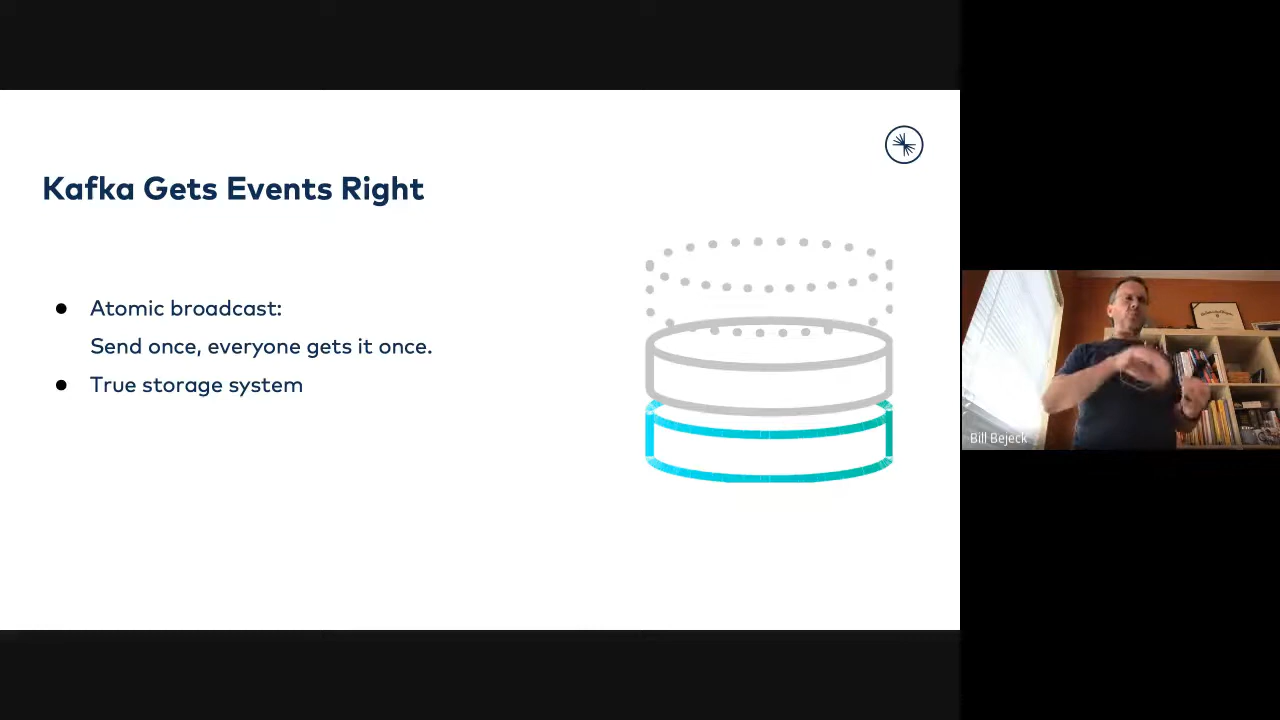 Kafka Gets Events Right
Atomic broadcast:
Send once, everyone gets it once.
True storage system
Bill Bejeck